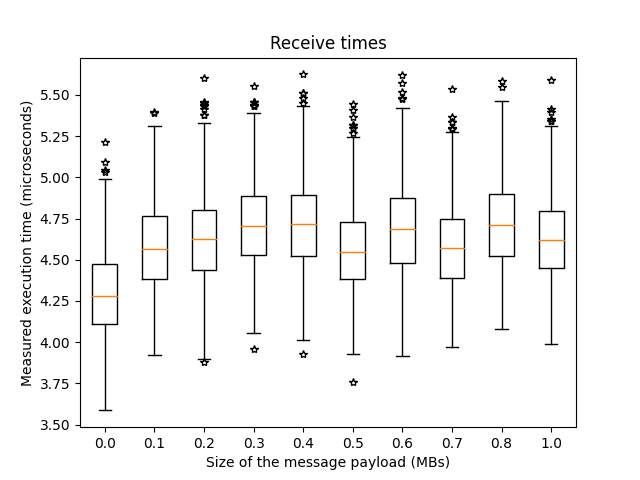 Receive times
Measured execution time (microseconds)
5.50
5.25
5.00
4.75
4.50
4.25
4.00
3.75
3.50
0.0 0.1 0.2 0.3 0.4 0.5 0.6 0.7 0.8 1.0
Size of the message payload (MBs)